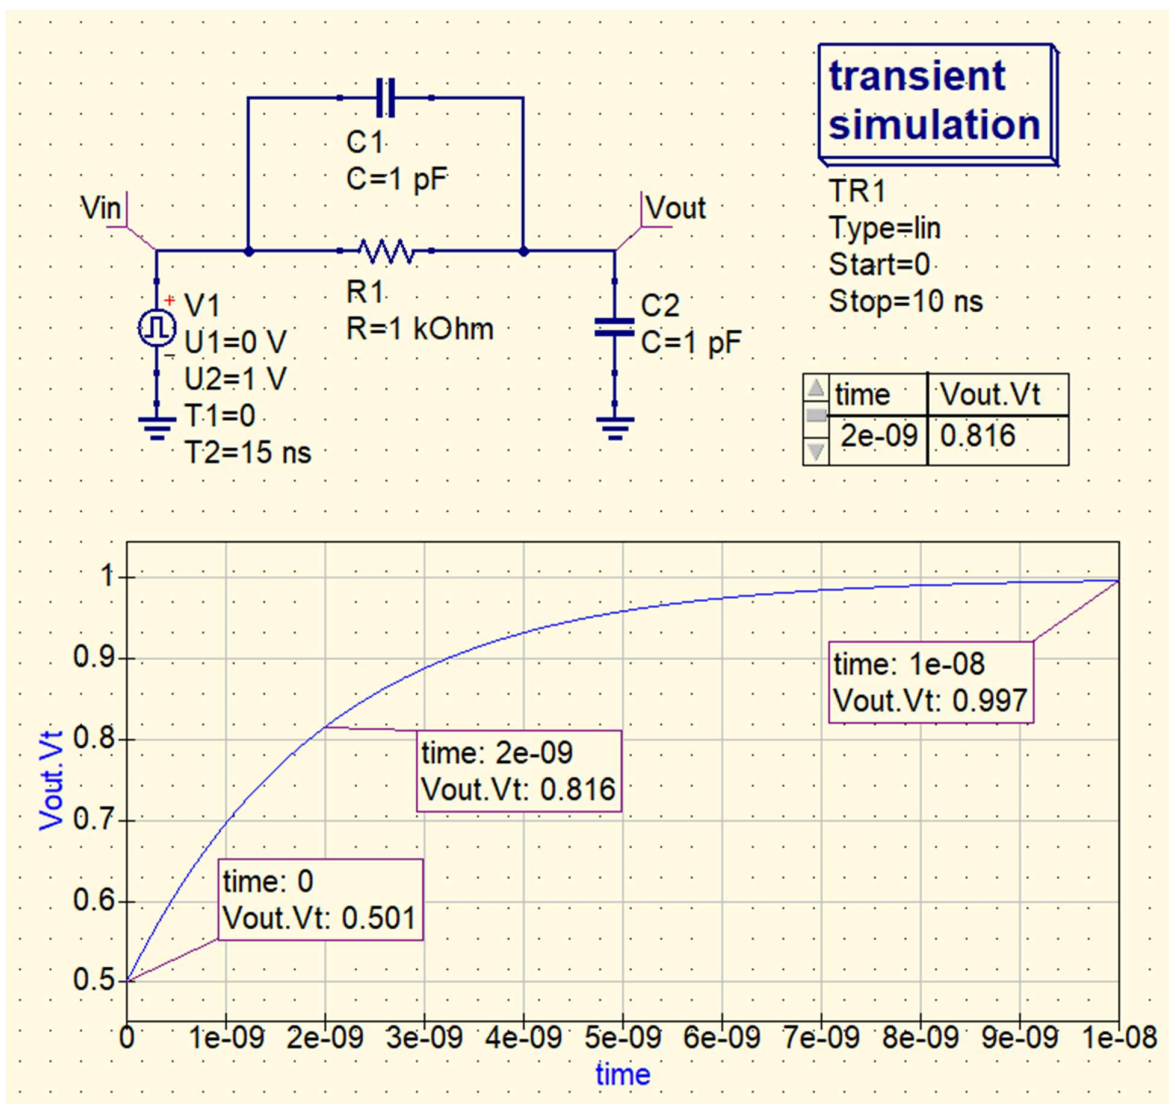 transient
simulation
C1
C=1 pF
TR1
Type=lin
Start=0
Stop=10 ns
Vin
Vout
+
V1
U1=0 V
U2=1 V
T1=0
T2=15 ns
R1
R=1 kOhm
C2
C=1 pF
time Vout.Vt
2e-09 0.816
Vout.Vt
1
0.9
0.8
0.7
0.6
0.5
time: 1e-08
Vout.Vt: 0.997
time: 2e-09
Vout.Vt: 0.816
time: 0
Vout.Vt: 0.501
0 1e-09 2e-09 3e-09 4e-09 5e-09 6e-09 7e-09 8e-09 9e-09 1e-08
time